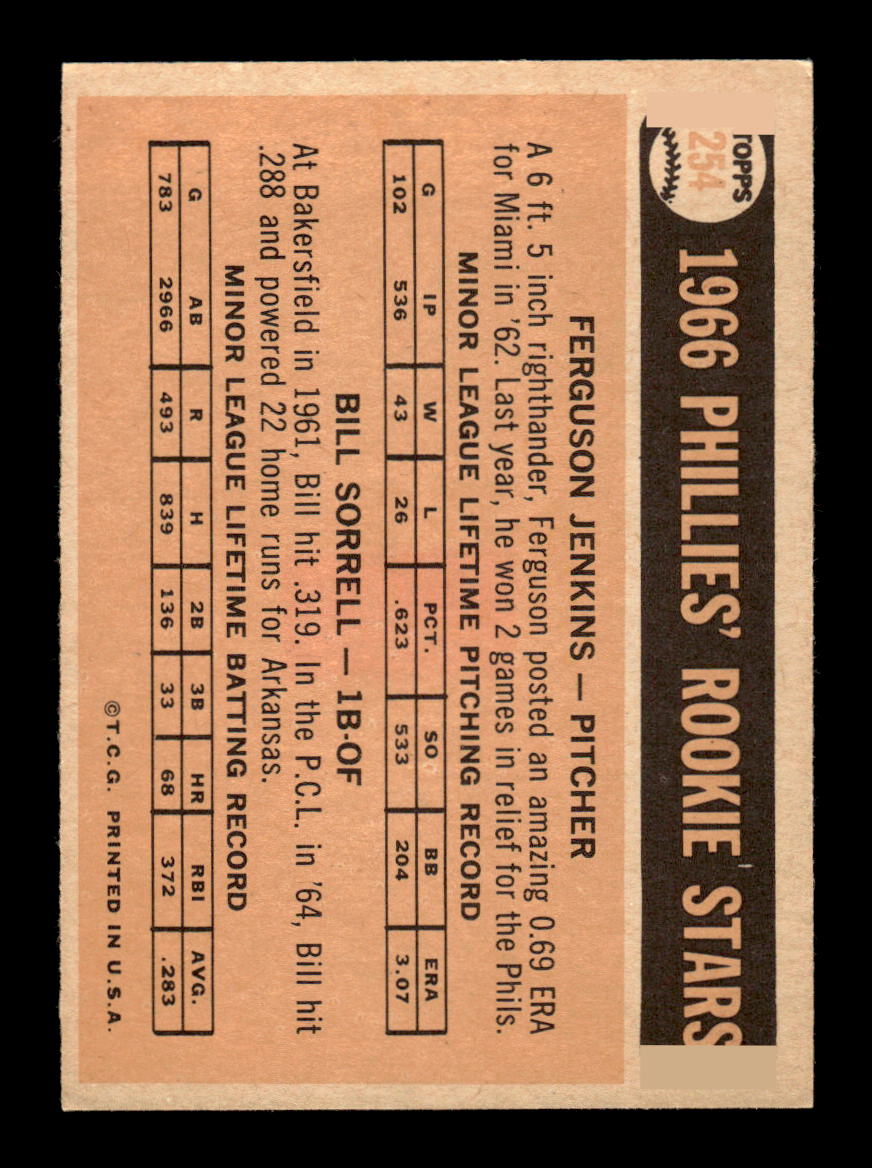 TOPPS
254
1966 PHILLIES' ROOKIE STARS
FERGUSON JENKINS — PITCHER
A 6 ft. 5 inch righthander, Ferguson posted an amazing 0.69 ERA
for Miami in '62. Last year, he won 2 games in relief for the Phils.
MINOR LEAGUE LIFETIME PITCHING RECORD
G IP W L PCT. SO BB ERA
102 536 43 26 .623 533 204 3.07
BILL SORRELL — 1B-OF
At Bakersfield in 1961, Bill hit .319. In the P.C.L. in '64, Bill hit
.288 and powered 22 home runs for Arkansas.
MINOR LEAGUE LIFETIME BATTING RECORD
G AB R H 2B 3B HR RBI AVG.
783 2966 493 839 136 33 68 372 .283
©T.C.G. PRINTED IN U.S.A.